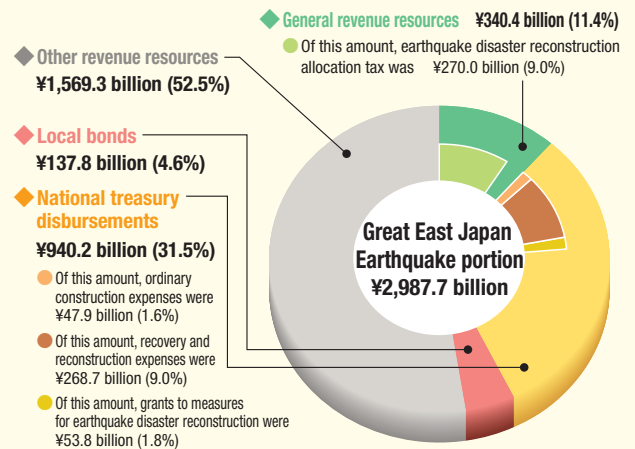 General revenue resources ¥340.4 billion (11.4%)
Of this amount, earthquake disaster reconstruction
allocation tax was ¥270.0 billion (9.0%)
Other revenue resources
¥1,569.3 billion (52.5%)
Local bonds
¥137.8 billion (4.6%)
National treasury
disbursements
¥940.2 billion (31.5%)
Of this amount, ordinary
construction expenses were
¥47.9 billion (1.6%)
Of this amount, recovery and
reconstruction expenses were
¥268.7 billion (9.0%)
Of this amount, grants to measures
for earthquake disaster reconstruction were
¥53.8 billion (1.8%)
Great East Japan
Earthquake portion
¥2,987.7 billion